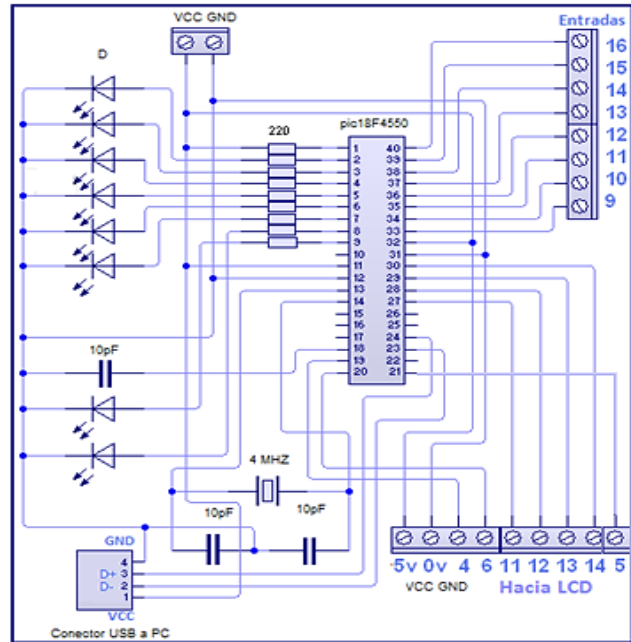 VCC GND
Entradas
D
16
15
14
13
12
11
10
9
220
pic18F4550
1 40
2 39
3 38
4 37
5 36
6 35
7 34
8 33
9 32
10 31
11 30
12 29
13 28
14 27
15 26
16 25
17 24
18 23
19 22
20 21
10pF
4 MHZ
10pF
10pF
GND
4
D+ 3
D- 2
1
VCC
Conector USB a PC
5v 0v 4 6 11 12 13 14 5
VCC GND
Hacia LCD